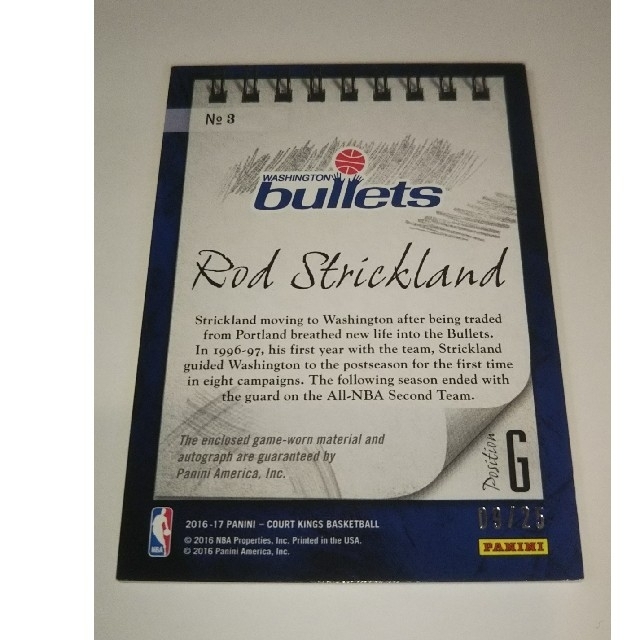 № 3
WASHINGTON
bullets
Rod Strickland
Strickland moving to Washington after being traded
from Portland breathed new life into the Bullets.
In 1996-97, his first year with the team, Strickland
guided Washington to the postseason for the first time
in eight campaigns. The following season ended with
the guard on the All-NBA Second Team.
The enclosed game-worn material and
autograph are guaranteed by
Panini America, Inc.
Position
G
09/25
2016-17 PANINI – COURT KINGS BASKETBALL
© 2016 NBA Properties, Inc. Printed in the USA.
© 2016 Panini America, Inc.
NBA
PANINI